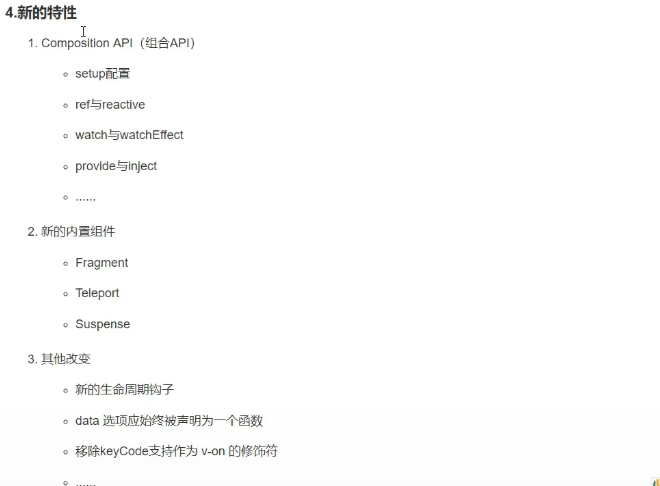 4.新的特性
1. Composition API（组合API）
setup配置
ref与reactive
watch与watchEffect
provide与inject
......
2. 新的内置组件
Fragment
Teleport
Suspense
3. 其他改变
新的生命周期钩子
data 选项应始终被声明为一个函数
移除keyCode支持作为 v-on 的修饰符
......